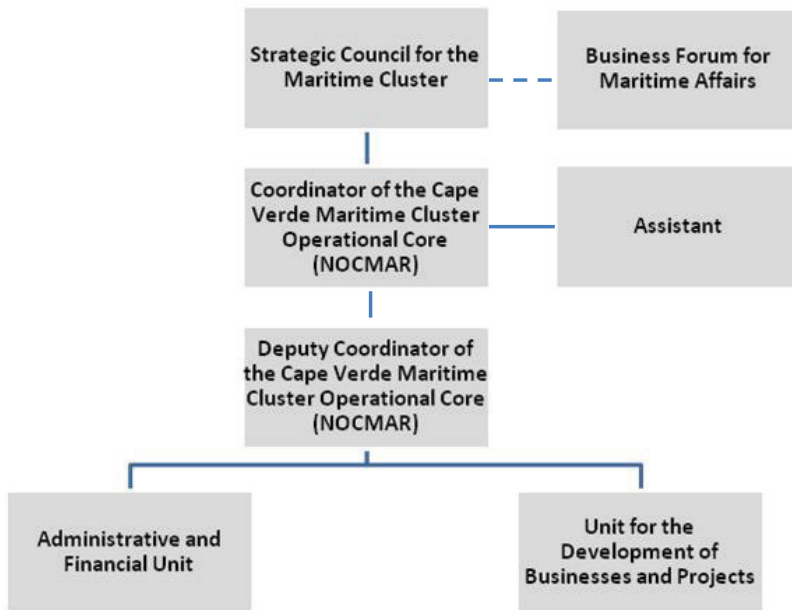 Strategic Council for the
Maritime Cluster
Business Forum for
Maritime Affairs
Coordinator of the Cape
Verde Maritime Cluster
Operational Core
(NOCMAR)
Assistant
Deputy Coordinator of
the Cape Verde Maritime
Cluster Operational Core
(NOCMAR)
Administrative and
Financial Unit
Unit for the
Development of
Businesses and Projects